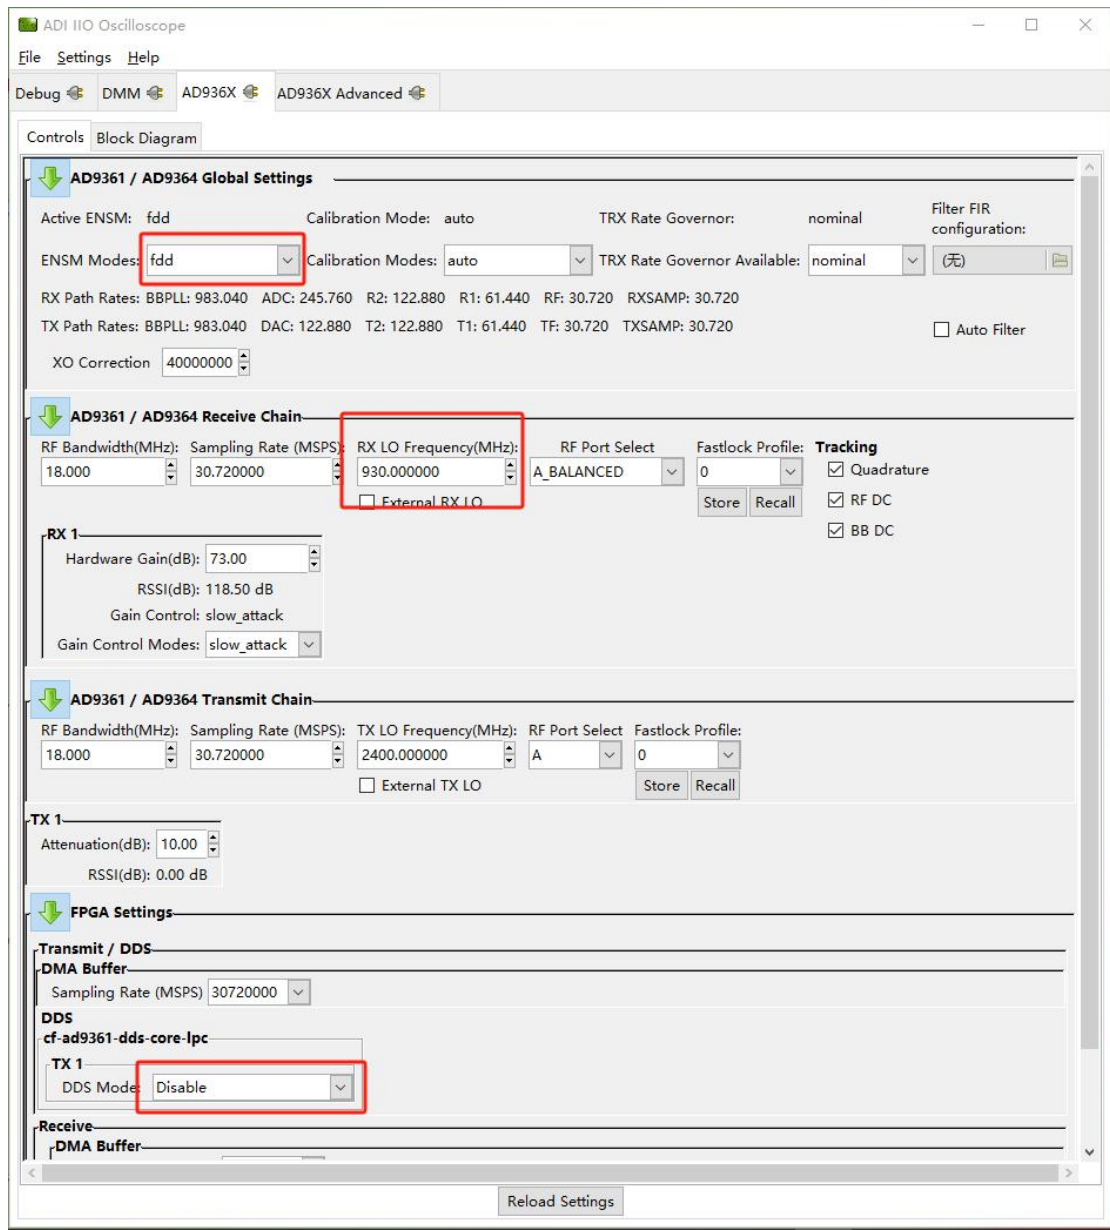 ADI IIO Oscilloscope
File Settings Help
Debug DMM AD936X AD936X Advanced
Controls Block Diagram
AD9361 / AD9364 Global Settings
Active ENSM: fdd Calibration Mode: auto TRX Rate Governor: nominal Filter FIR configuration:
ENSM Modes: fdd Calibration Modes: auto TRX Rate Governor Available: nominal (无)
RX Path Rates: BBPLL: 983.040 ADC: 245.760 R2: 122.880 R1: 61.440 RF: 30.720 RXSAMP: 30.720
TX Path Rates: BBPLL: 983.040 DAC: 122.880 T2: 122.880 T1: 61.440 TF: 30.720 TXSAMP: 30.720
Auto Filter
XO Correction 40000000
AD9361 / AD9364 Receive Chain
RF Bandwidth(MHz): Sampling Rate (MSPS): RX LO Frequency(MHz): RF Port Select Fastlock Profile: Tracking
18.000 30.720000 930.000000 A_BALANCED 0 Quadrature
External RX LO Store Recall RF DC
BB DC
RX 1
Hardware Gain(dB): 73.00
RSSI(dB): 118.50 dB
Gain Control: slow_attack
Gain Control Modes: slow_attack
AD9361 / AD9364 Transmit Chain
RF Bandwidth(MHz): Sampling Rate (MSPS): TX LO Frequency(MHz): RF Port Select Fastlock Profile:
18.000 30.720000 2400.000000 A 0
External TX LO Store Recall
TX 1
Attenuation(dB): 10.00
RSSI(dB): 0.00 dB
FPGA Settings
Transmit / DDS
DMA Buffer
Sampling Rate (MSPS) 30720000
DDS
cf-ad9361-dds-core-lpc
TX 1
DDS Mode: Disable
Receive
DMA Buffer
Reload Settings